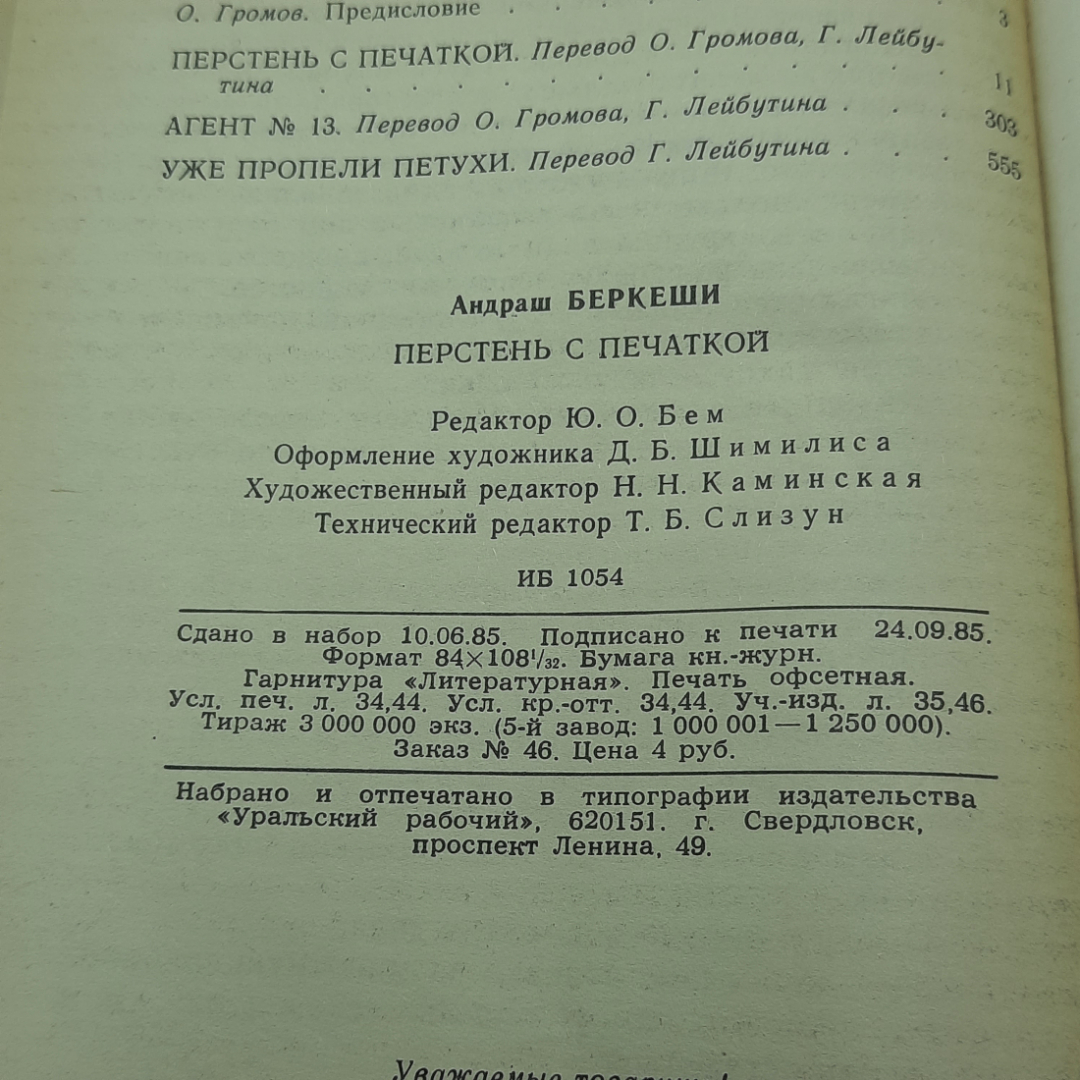 О. Громов. Предисловие . . . . . . . . . 3
ПЕРСТЕНЬ С ПЕЧАТКОЙ. Перевод О. Громова, Г. Лейбу-
тина . . . . . . . . . . . . . . . 11
АГЕНТ № 13. Перевод О. Громова, Г. Лейбутина . . . 303
УЖЕ ПРОПЕЛИ ПЕТУХИ. Перевод Г. Лейбутина . . . 555
Андраш БЕРКЕШИ
ПЕРСТЕНЬ С ПЕЧАТКОЙ
Редактор Ю. О. Бем
Оформление художника Д. Б. Шимилиса
Художественный редактор Н. Н. Каминская
Технический редактор Т. Б. Слизун
ИБ 1054
Сдано в набор 10.06.85. Подписано к печати 24.09.85.
Формат 84×108¹/₃₂. Бумага кн.-журн.
Гарнитура «Литературная». Печать офсетная.
Усл. печ. л. 34,44. Усл. кр.-отт. 34,44. Уч.-изд. л. 35,46.
Тираж 3 000 000 экз. (5-й завод: 1 000 001—1 250 000).
Заказ № 46. Цена 4 руб.
Набрано и отпечатано в типографии издательства
«Уральский рабочий», 620151. г. Свердловск,
проспект Ленина, 49.
Уважаемые товарищи!